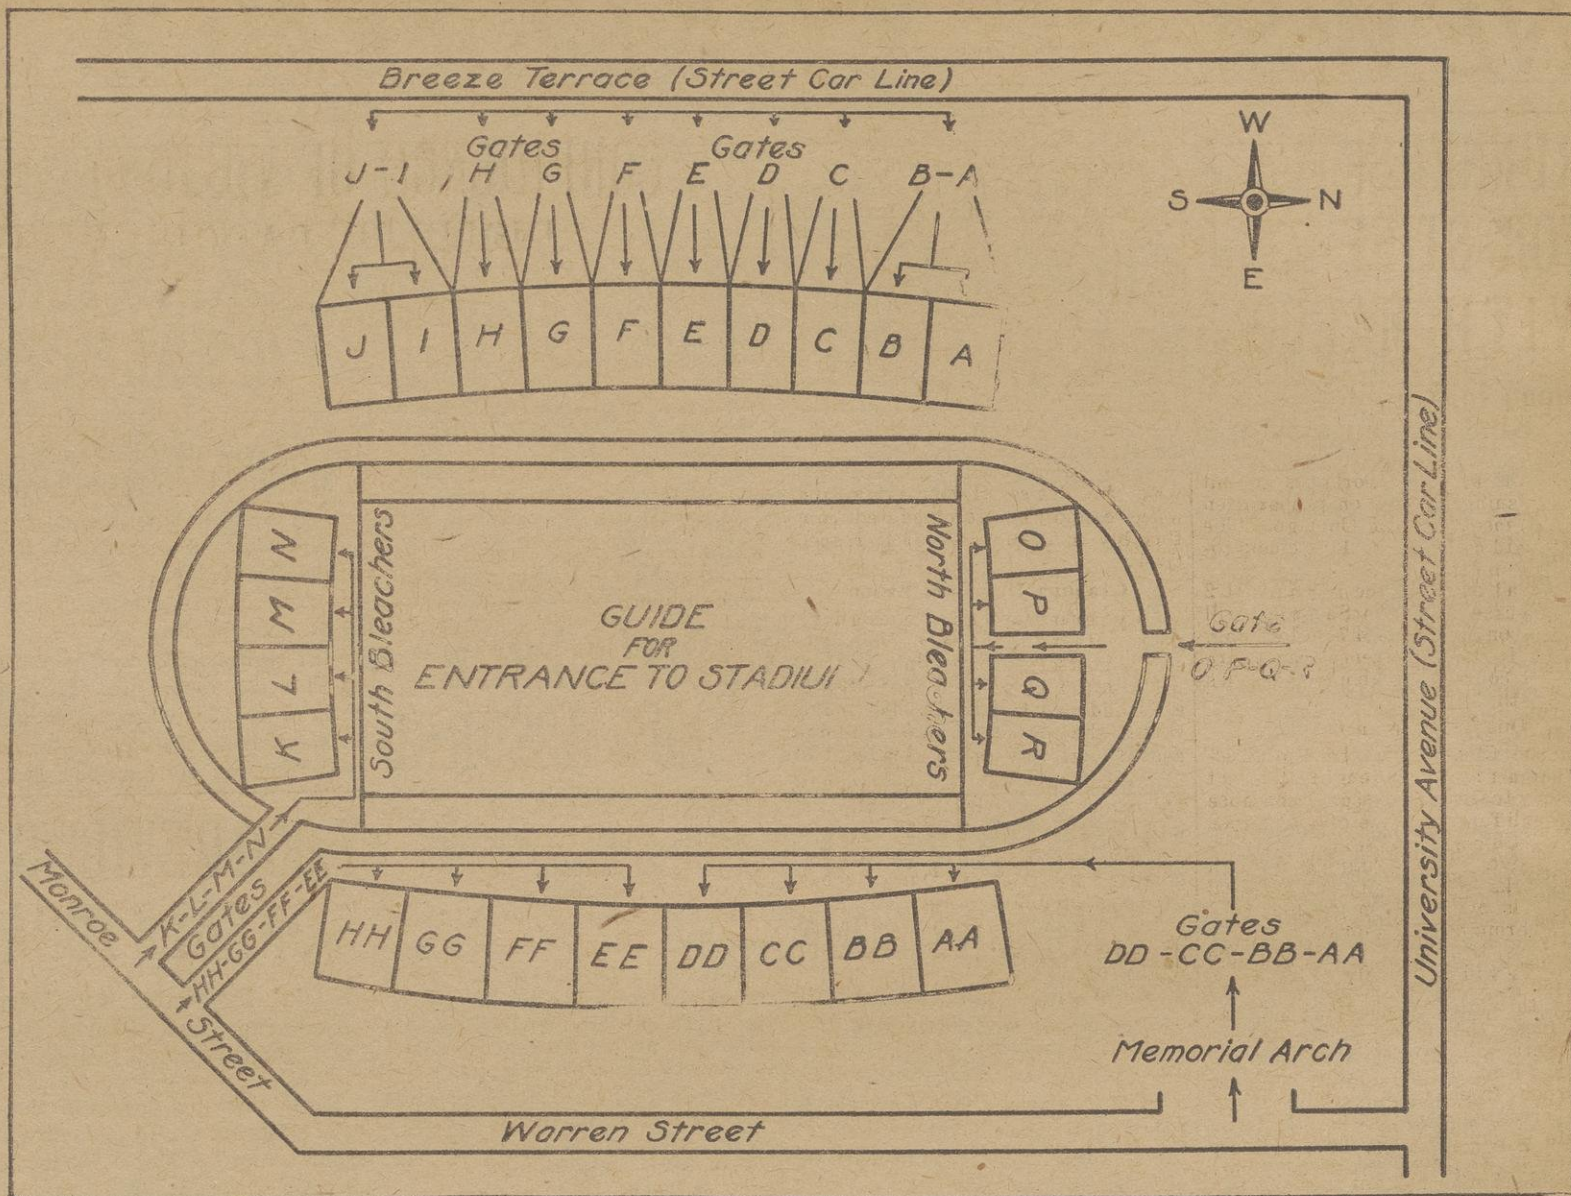 Breeze Terrace (Street Car Line)
Gates Gates
J-I H G F E D C B-A
W
S N
E
J I H G F E D C B A
University Avenue (Street Car Line)
N M L K
South Bleachers
GUIDE
FOR
ENTRANCE TO
North Bleachers
O P Q R
Gate
K-L-M-N
Gates
HH-GG-FF-EE
Monroe Street
HH GG FF EE DD CC BB AA
Gates
DD-CC-BB-AA
Memorial Arch
Warren Street